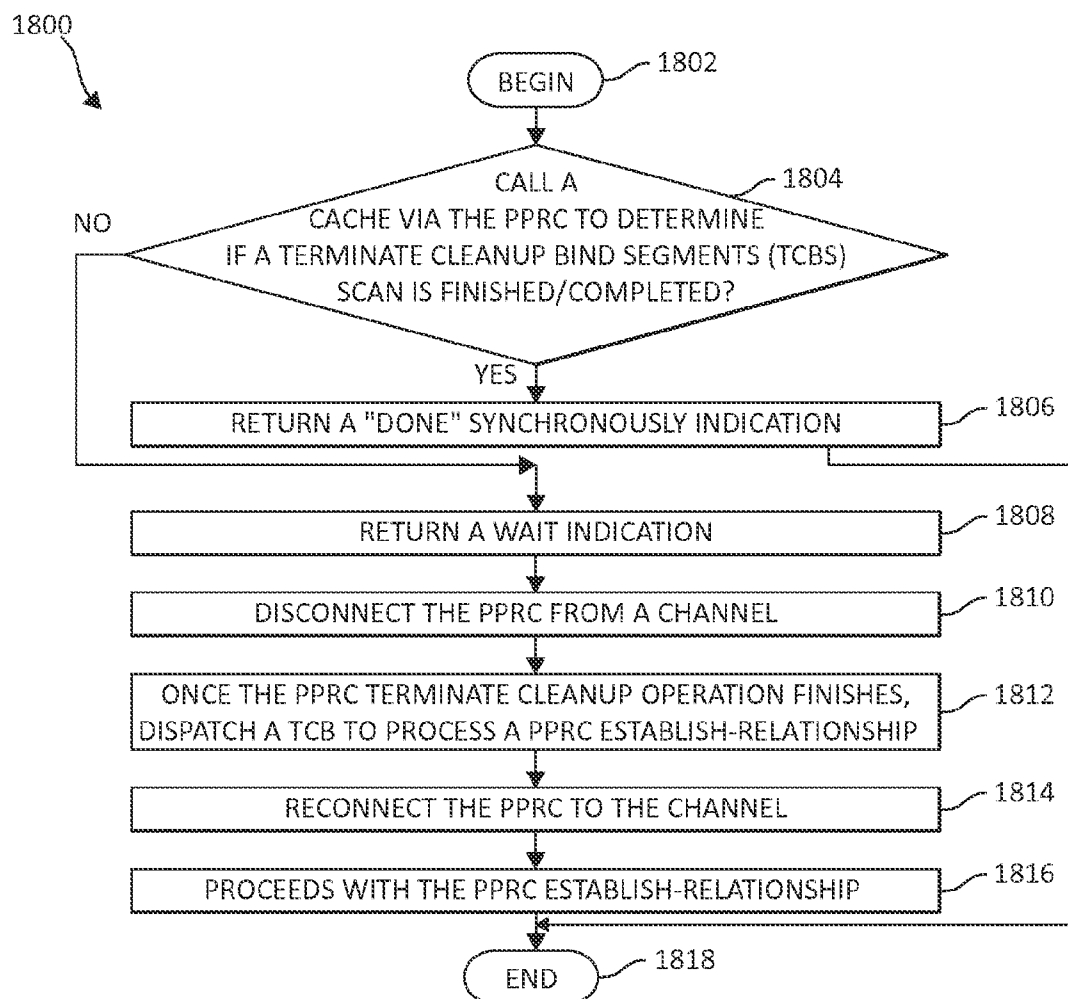 1800
BEGIN
1802
CALL A
CACHE VIA THE PPRC TO DETERMINE
IF A TERMINATE CLEANUP BIND SEGMENTS (TCBS)
SCAN IS FINISHED/COMPLETED?
1804
NO
YES
RETURN A "DONE" SYNCHRONOUSLY INDICATION
1806
RETURN A WAIT INDICATION
1808
DISCONNECT THE PPRC FROM A CHANNEL
1810
ONCE THE PPRC TERMINATE CLEANUP OPERATION FINISHES,
DISPATCH A TCB TO PROCESS A PPRC ESTABLISH-RELATIONSHIP
1812
RECONNECT THE PPRC TO THE CHANNEL
1814
PROCEEDS WITH THE PPRC ESTABLISH-RELATIONSHIP
1816
END
1818